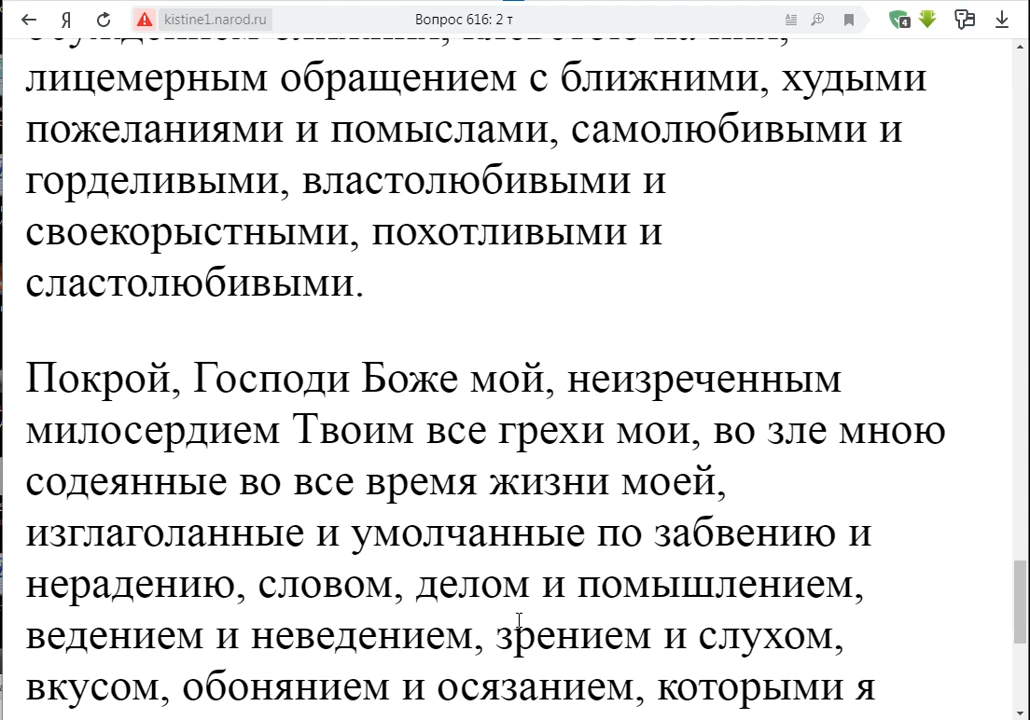 Я
kistine1.narod.ru
Вопрос 616: 2 т
4
лицемерным обращением с ближними, худыми
пожеланиями и помыслами, самолюбивыми и
горделивыми, властолюбивыми и
своекорыстными, похотливыми и
сластолюбивыми.
Покрой, Господи Боже мой, неизреченным
милосердием Твоим все грехи мои, во зле мною
содеянные во все время жизни моей,
изглаголанные и умолчанные по забвению и
нерадению, словом, делом и помышлением,
ведением и неведением, зрением и слухом,
вкусом, обонянием и осязанием, которыми я